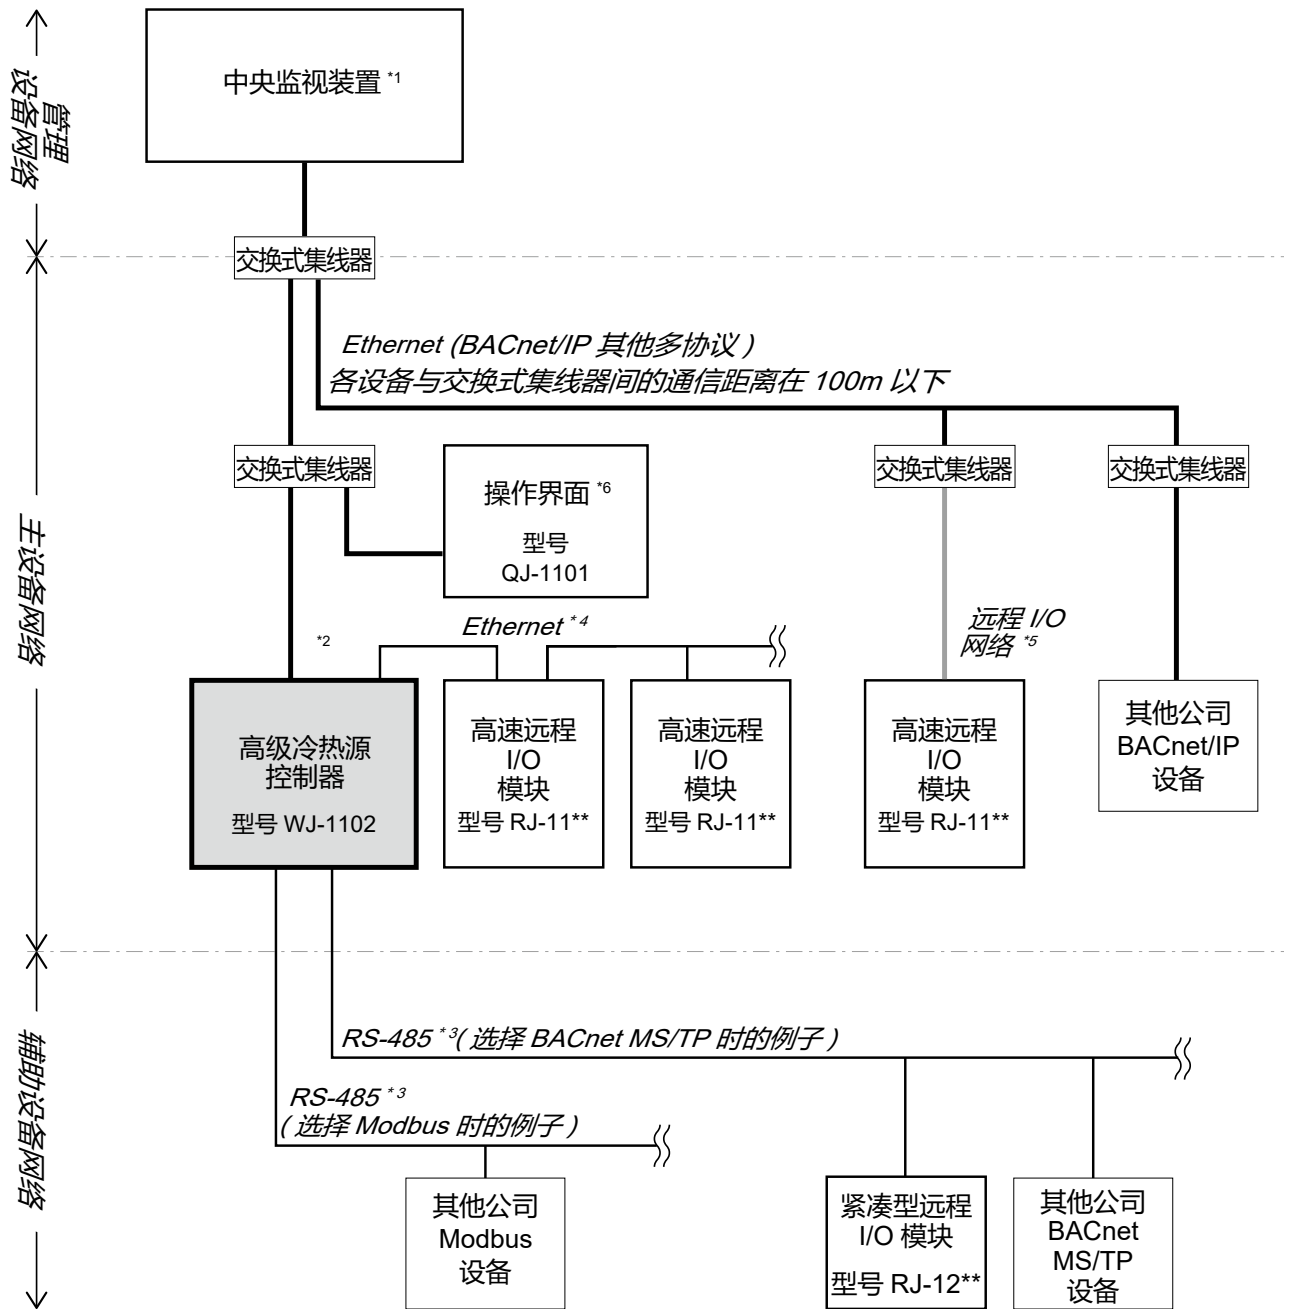 管理
设备网络
中央监视装置 *1
交换式集线器
Ethernet (BACnet/IP 其他多协议 )
各设备与交换式集线器间的通信距离在 100m 以下
交换式集线器
操作界面 *6
型号
QJ-1101
交换式集线器
交换式集线器
主设备网络
*2
Ethernet *4
远程 I/O
网络 *5
高级冷热源
控制器
型号 WJ-1102
高速远程
I/O
模块
型号 RJ-11**
高速远程
I/O
模块
型号 RJ-11**
高速远程
I/O
模块
型号 RJ-11**
其他公司
BACnet/IP
设备
辅助设备网络
RS-485 *3( 选择 BACnet MS/TP 时的例子 )
RS-485 *3
( 选择 Modbus 时的例子 )
其他公司
Modbus
设备
紧凑型远程
I/O 模块
型号 RJ-12**
其他公司
BACnet
MS/TP
设备